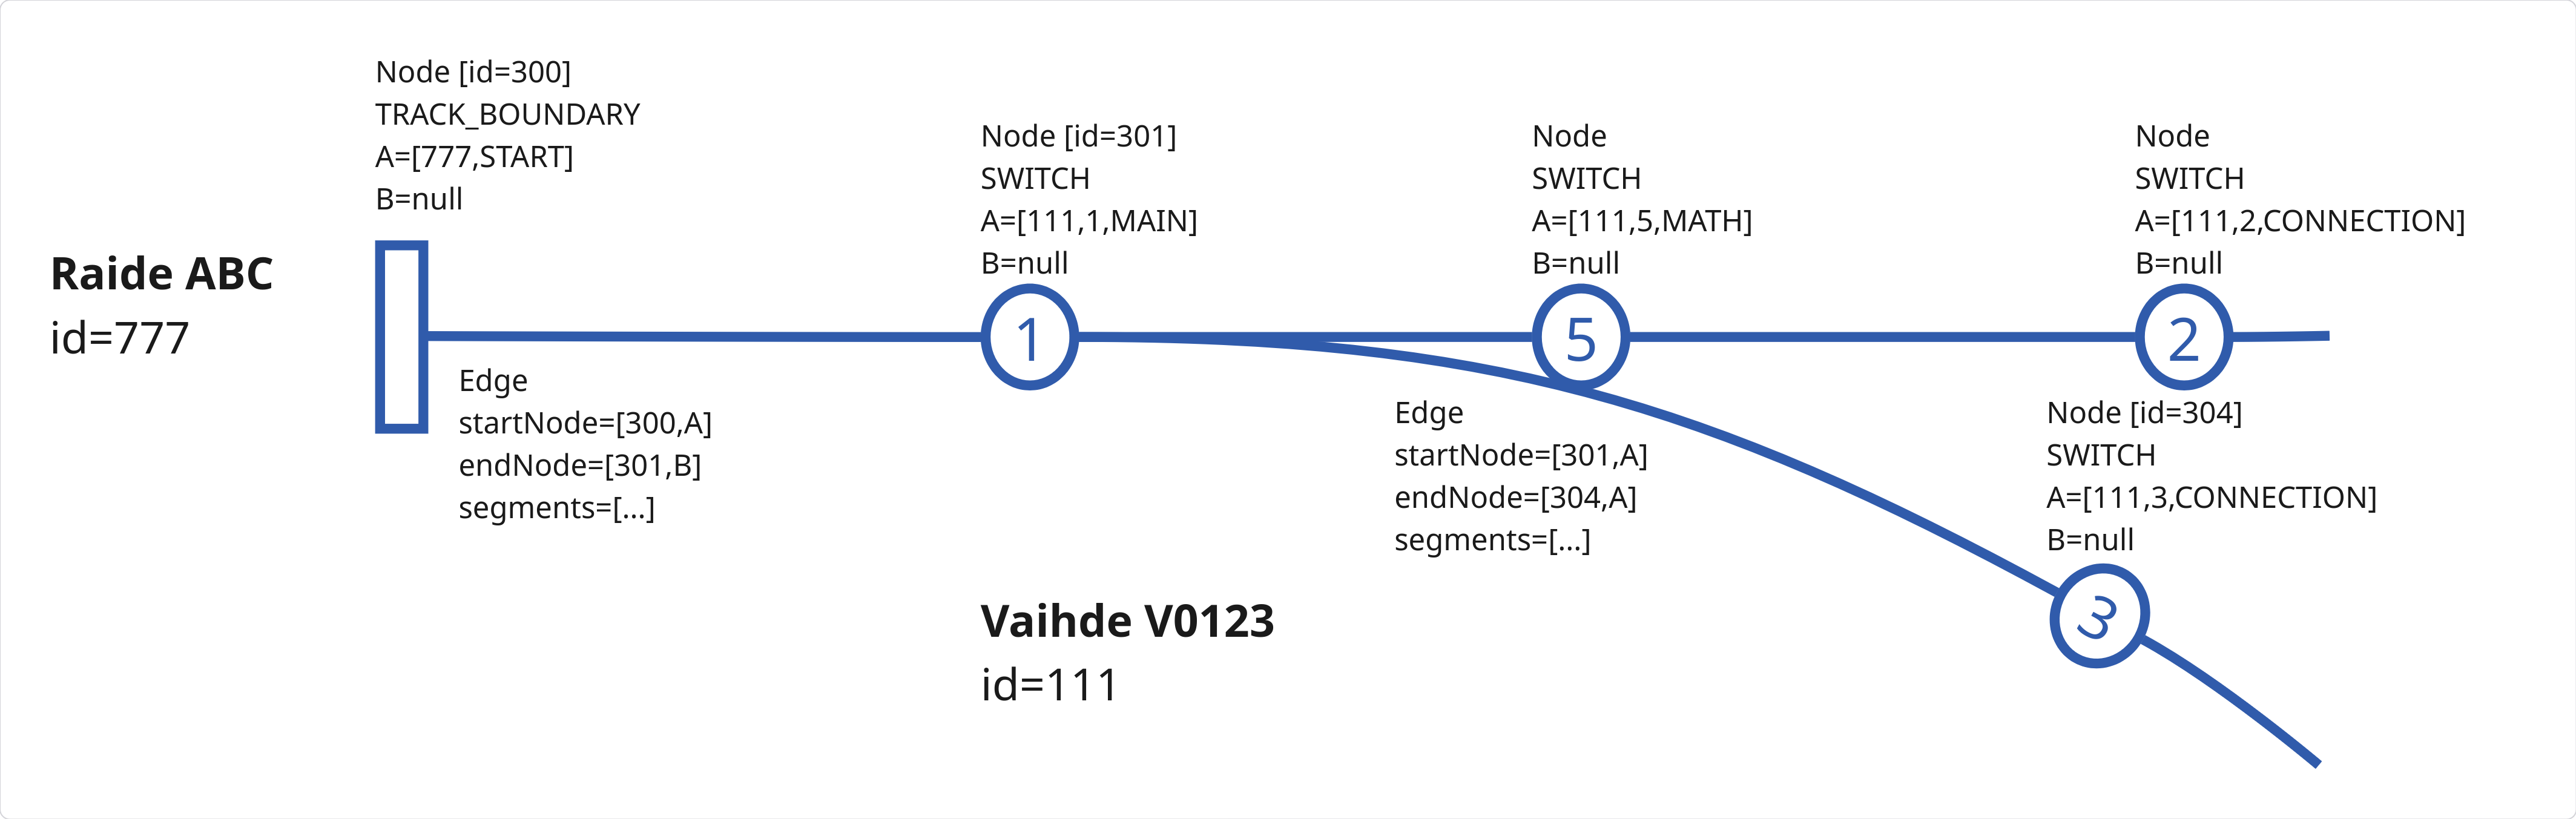 Node [id=300]
TRACK_BOUNDARY
A=[777,START]
B=null
Raide ABC
id=777
Edge
startNode=[300,A]
endNode=[301,B]
segments=[...]
Node [id=301]
SWITCH
A=[111,1,MAIN]
B=null
1
Node
SWITCH
A=[111,5,MATH]
B=null
5
Node
SWITCH
A=[111,2,CONNECTION]
B=null
2
Edge
startNode=[301,A]
endNode=[304,A]
segments=[...]
Node [id=304]
SWITCH
A=[111,3,CONNECTION]
B=null
3
Vaihde V0123
id=111